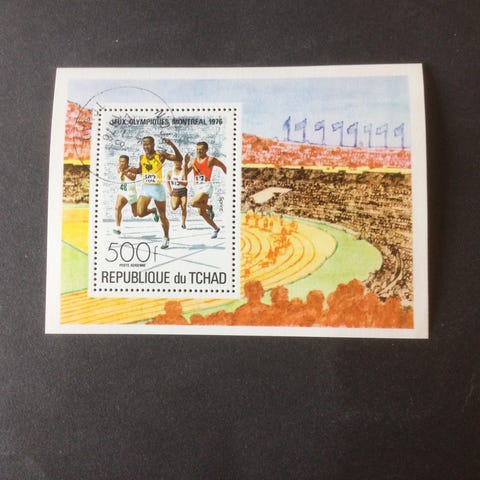 JEUX OLYMPIQUES, MONTREAL 1976
500f
POSTE AERIENNE
REPUBLIQUE du TCHAD